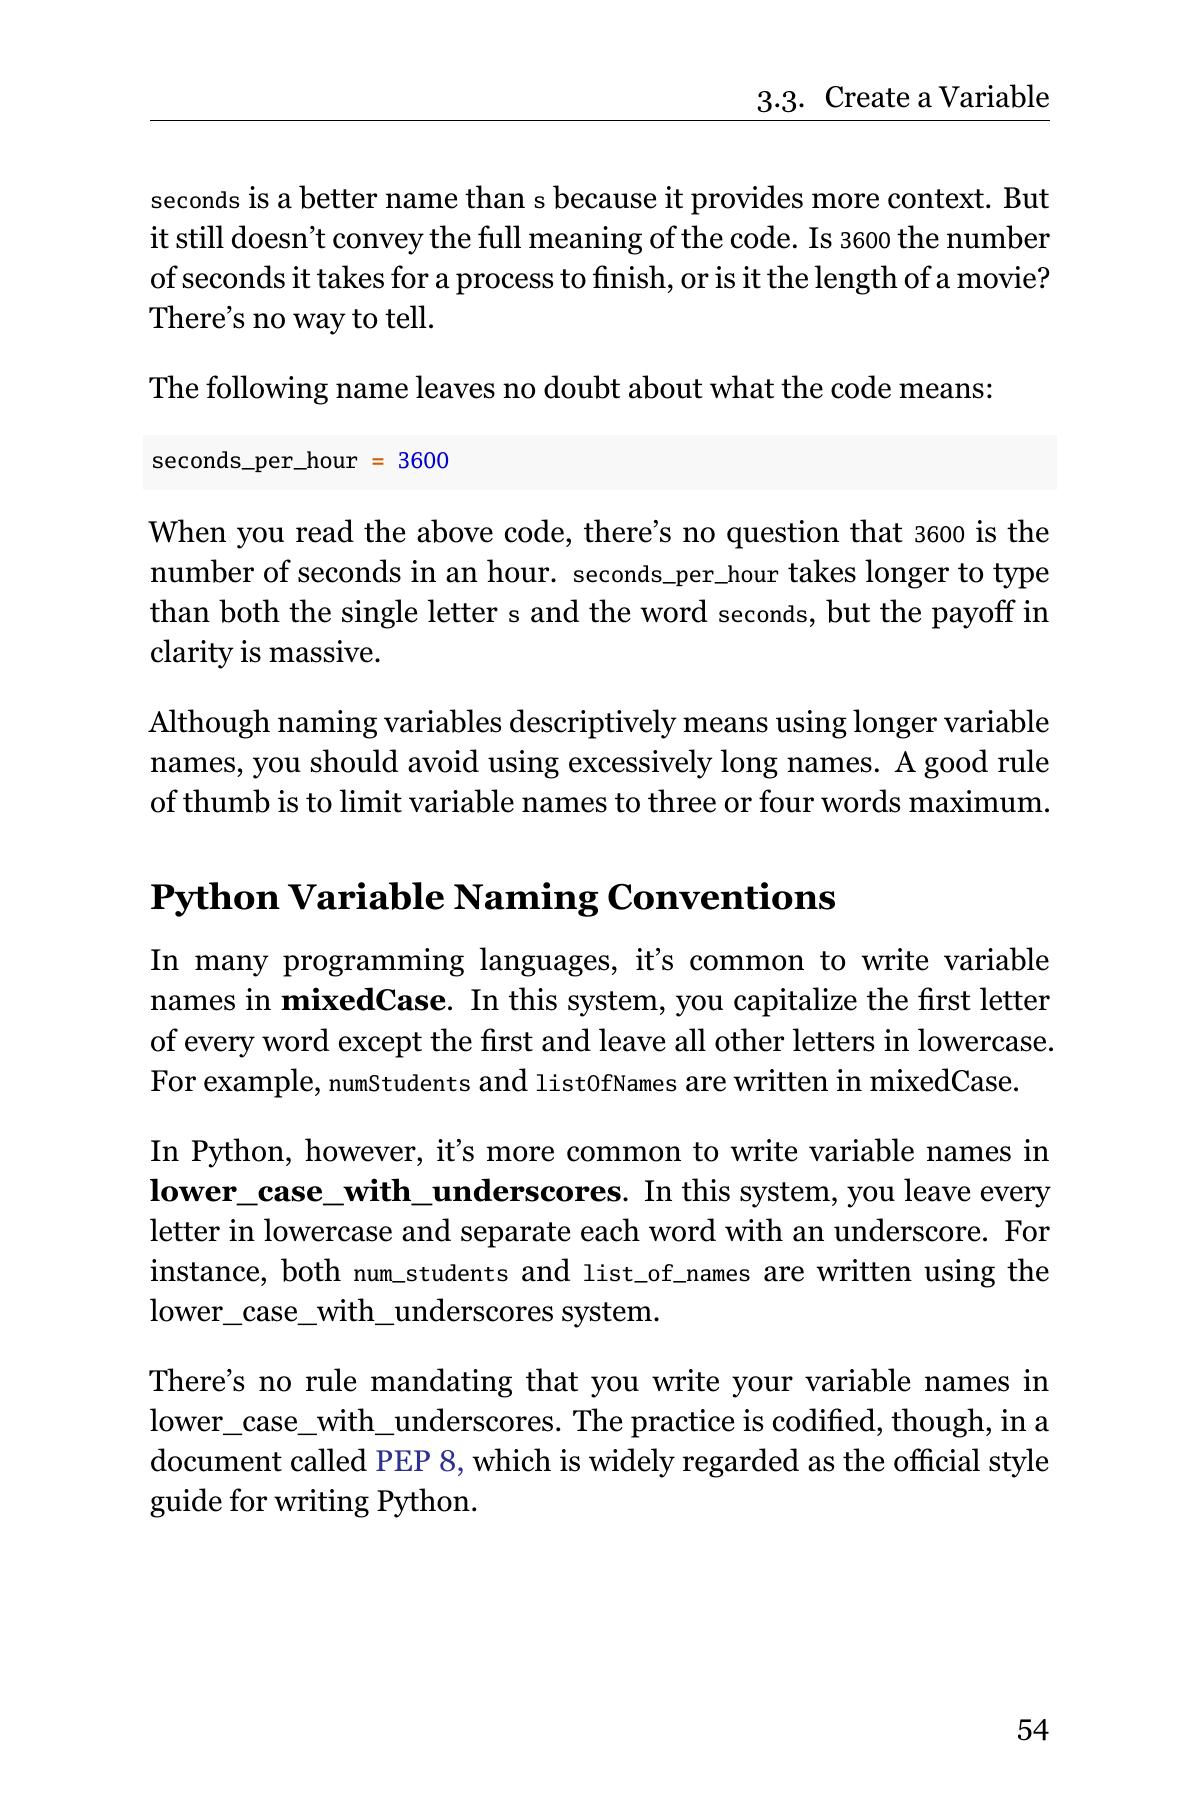 3.3. Create a Variable
seconds is a better name than s because it provides more context. But
it still doesn’t convey the full meaning of the code. Is 3600 the number
of seconds it takes for a process to finish, or is it the length of a movie?
There’s no way to tell.
The following name leaves no doubt about what the code means:
seconds_per_hour = 3600
When you read the above code, there’s no question that 3600 is the
number of seconds in an hour. seconds_per_hour takes longer to type
than both the single letter s and the word seconds, but the payoff in
clarity is massive.
Although naming variables descriptively means using longer variable
names, you should avoid using excessively long names. A good rule
of thumb is to limit variable names to three or four words maximum.
Python Variable Naming Conventions
In many programming languages, it’s common to write variable
names in mixedCase. In this system, you capitalize the first letter
of every word except the first and leave all other letters in lowercase.
For example, numStudents and listOfNames are written in mixedCase.
In Python, however, it’s more common to write variable names in
lower_case_with_underscores. In this system, you leave every
letter in lowercase and separate each word with an underscore. For
instance, both num_students and list_of_names are written using the
lower_case_with_underscores system.
There’s no rule mandating that you write your variable names in
lower_case_with_underscores. The practice is codified, though, in a
document called PEP 8, which is widely regarded as the official style
guide for writing Python.
54